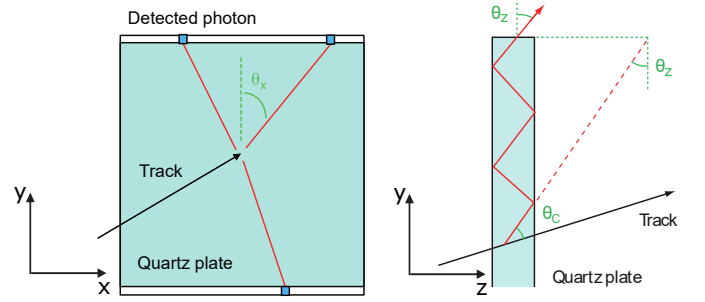 Detected photon
θx
Track
Quartz plate
y
x
θz
θz
θC
Track
y
z
Quartz plate